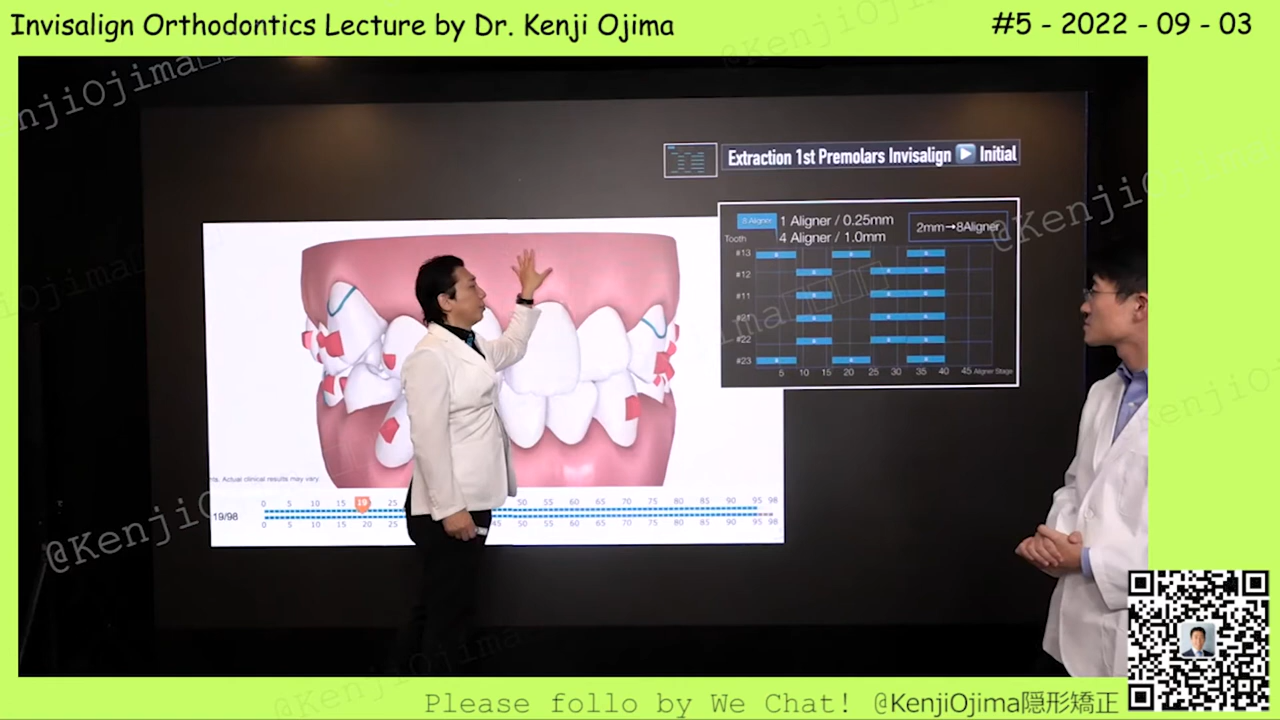 Invisalign Orthodontics Lecture by Dr. Kenji Ojima
#5 - 2022 - 09 - 03
@KenjiOjima
Extraction 1st Premolars Invisalign ▶ Initial
8 Aligner
1 Aligner / 0.25mm
4 Aligner / 1.0mm
2mm→8Aligner
Tooth
#13
#12
#11
#21
#22
#23
5 10 15 20 25 30 35 40 45 Aligner Stage
nts. Actual clinical results may vary
0 5 10 15 19 25 50 55 60 65 70 75 80 85 90 95 98
19/98
0 5 10 15 20 25 45 50 55 60 65 70 75 80 85 90 95 98
@KenjiOjima
Please follo by We Chat! @KenjiOjima隠形矯正